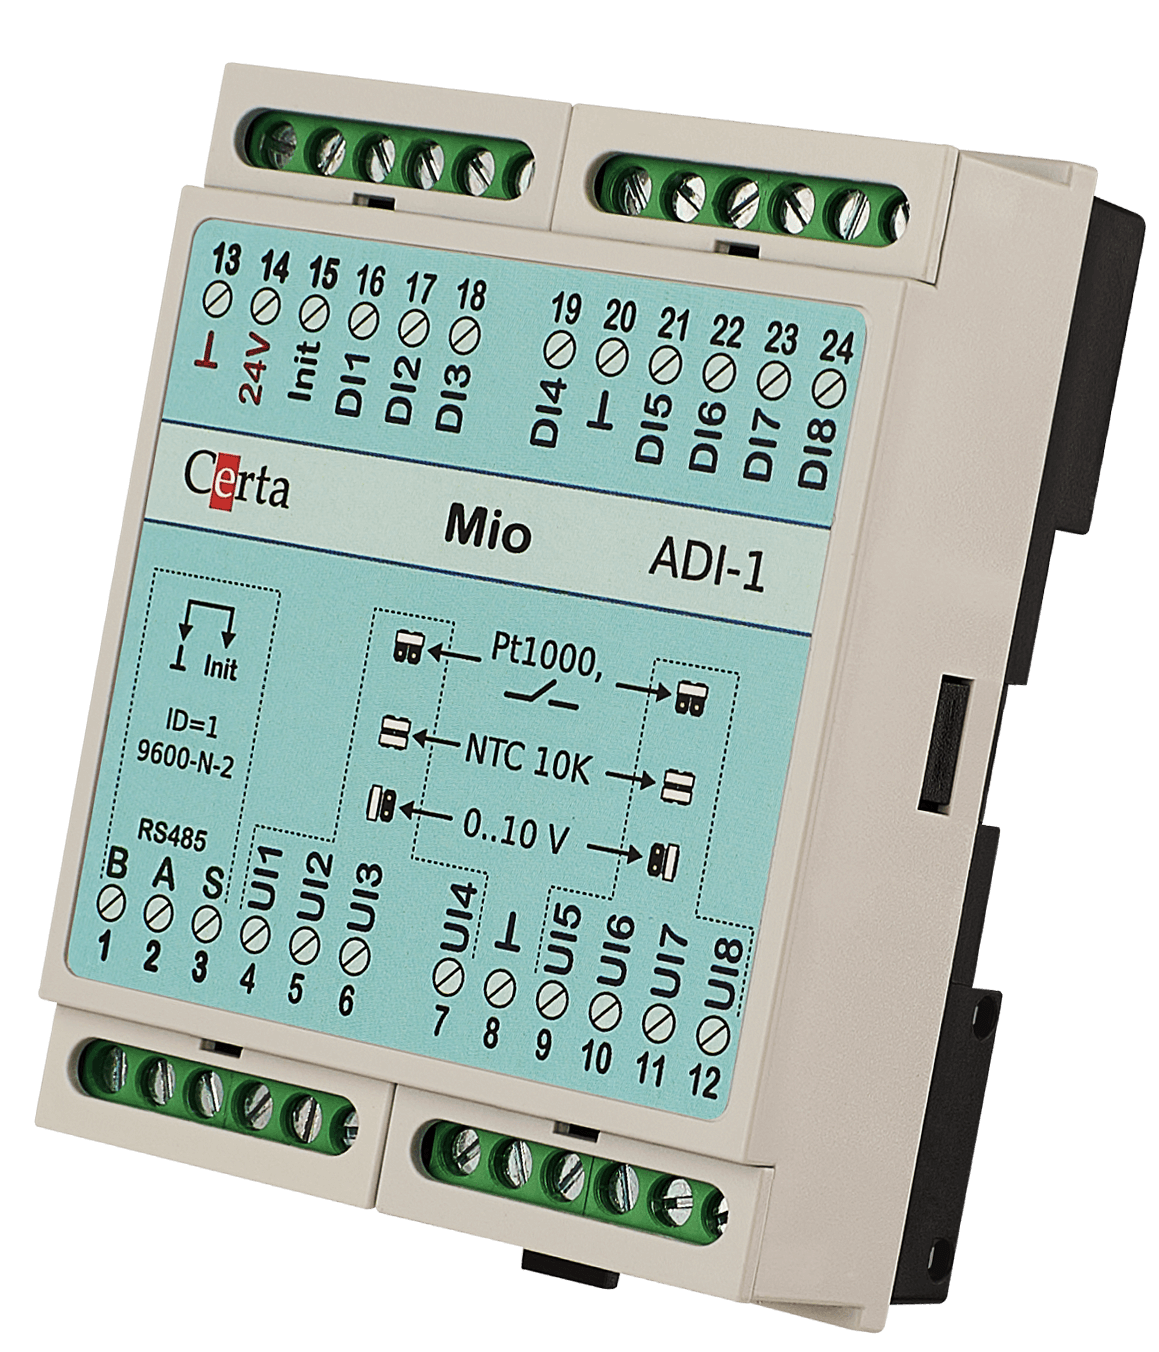 13 14 15 16 17 18 19 20 21 22 23 24
24V Init DI1 DI2 DI3 DI4 DI5 DI6 DI7 DI8
Certa Mio ADI-1
Init
ID=1
9600-N-2
Pt1000,
NTC 10K
0..10 V
RS485
B A S UI1 UI2 UI3 UI4 UI5 UI6 UI7 UI8
1 2 3 4 5 6 7 8 9 10 11 12